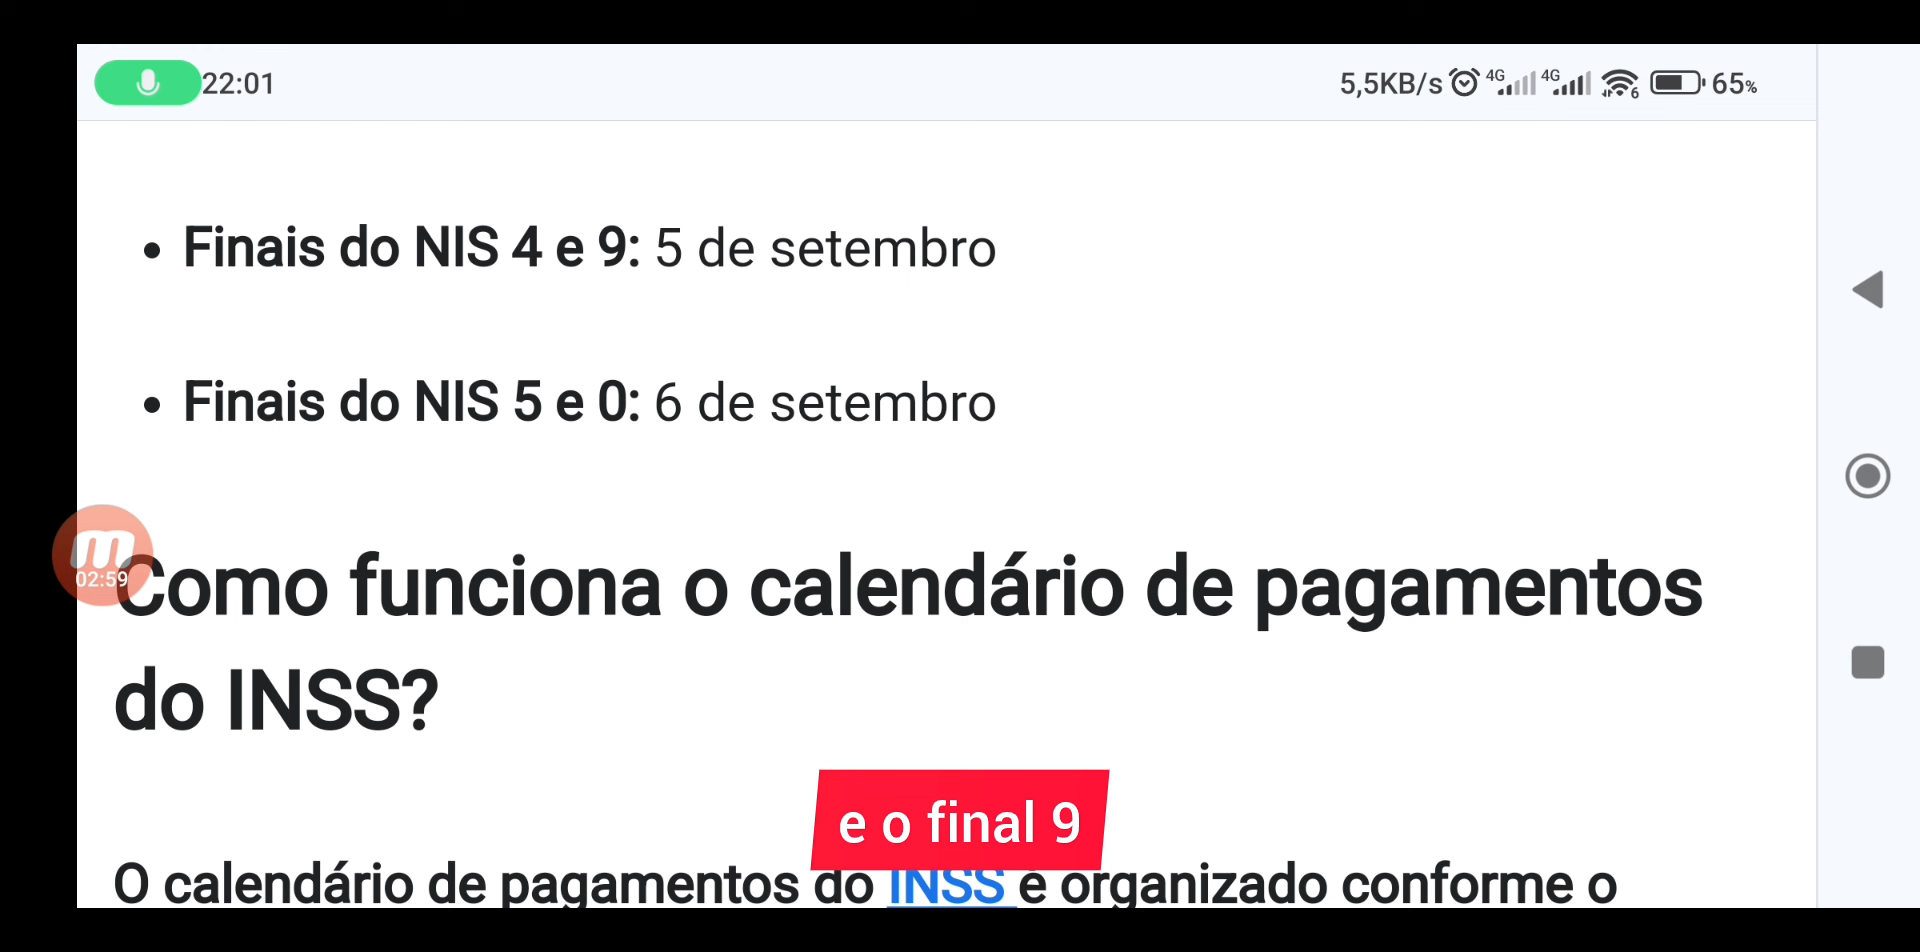 22:01
5,5KB/s 4G 4G 6 65%
• Finais do NIS 4 e 9: 5 de setembro
• Finais do NIS 5 e 0: 6 de setembro
m
02:59
Como funciona o calendário de pagamentos
do INSS?
e o final 9
O calendário de pagamentos do INSS é organizado conforme o